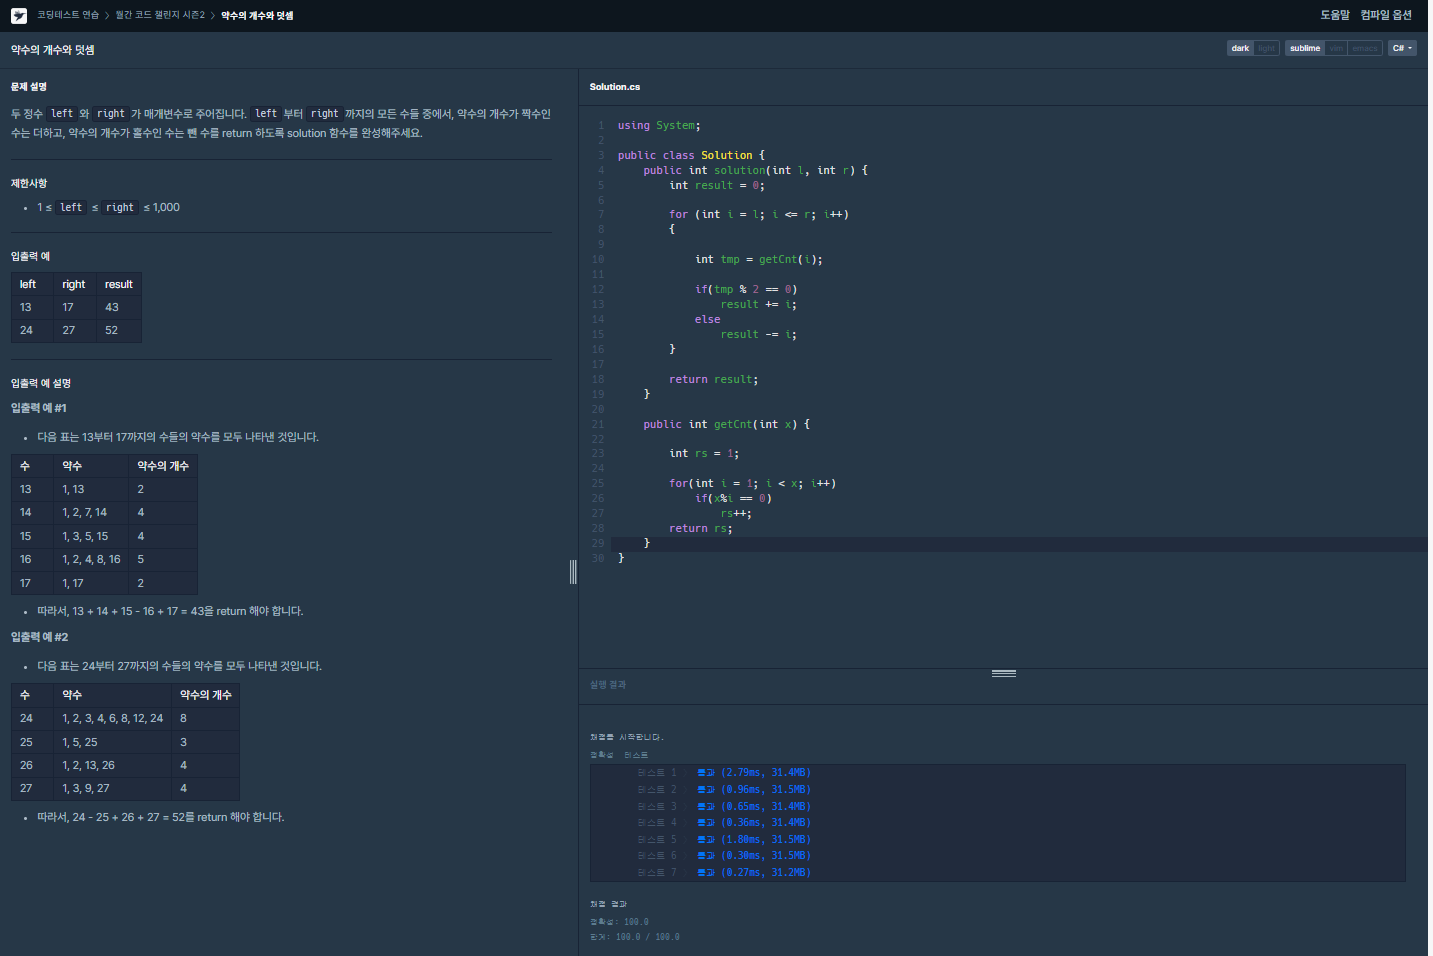 코딩테스트 연습 > 월간 코드 챌린지 시즌2 > 약수의 개수와 덧셈
도움말 컴파일 옵션
약수의 개수와 덧셈
dark light sublime vim emacs C#
문제 설명
두 정수 left와 right가 매개변수로 주어집니다. left부터 right까지의 모든 수들 중에서, 약수의 개수가 짝수인
수는 더하고, 약수의 개수가 홀수인 수는 뺀 수를 return 하도록 solution 함수를 완성해주세요.
제한사항
• 1 ≤ left ≤ right ≤ 1,000
입출력 예
left right result
13 17 43
24 27 52
입출력 예 설명
입출력 예 #1
• 다음 표는 13부터 17까지의 수들의 약수를 모두 나타낸 것입니다.
수 약수 약수의 개수
13 1, 13 2
14 1, 2, 7, 14 4
15 1, 3, 5, 15 4
16 1, 2, 4, 8, 16 5
17 1, 17 2
• 따라서, 13 + 14 + 15 - 16 + 17 = 43을 return 해야 합니다.
입출력 예 #2
• 다음 표는 24부터 27까지의 수들의 약수를 모두 나타낸 것입니다.
수 약수 약수의 개수
24 1, 2, 3, 4, 6, 8, 12, 24 8
25 1, 5, 25 3
26 1, 2, 13, 26 4
27 1, 3, 9, 27 4
• 따라서, 24 - 25 + 26 + 27 = 52를 return 해야 합니다.
Solution.cs
1 using System;
2
3 public class Solution {
4 public int solution(int l, int r) {
5 int result = 0;
6
7 for (int i = l; i <= r; i++)
8 {
9
10 int tmp = getCnt(i);
11
12 if(tmp % 2 == 0)
13 result += i;
14 else
15 result -= i;
16 }
17
18 return result;
19 }
20
21 public int getCnt(int x) {
22
23 int rs = 1;
24
25 for(int i = 1; i < x; i++)
26 if(x%i == 0)
27 rs++;
28 return rs;
29 }
30 }
실행 결과
채점을 시작합니다.
정확성 테스트
테스트 1 통과 (2.79ms, 31.4MB)
테스트 2 통과 (0.96ms, 31.5MB)
테스트 3 통과 (0.65ms, 31.4MB)
테스트 4 통과 (0.36ms, 31.4MB)
테스트 5 통과 (1.80ms, 31.5MB)
테스트 6 통과 (0.30ms, 31.5MB)
테스트 7 통과 (0.27ms, 31.2MB)
채점 결과
정확성: 100.0
합계: 100.0 / 100.0